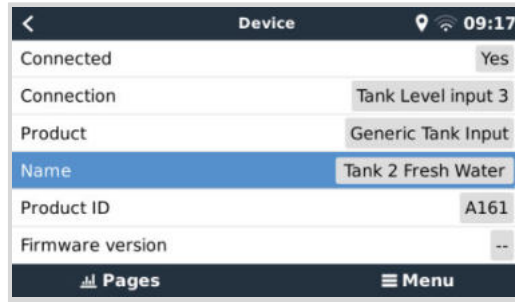 Device 09:17
Connected Yes
Connection Tank Level input 3
Product Generic Tank Input
Name Tank 2 Fresh Water
Product ID A161
Firmware version --
Pages Menu